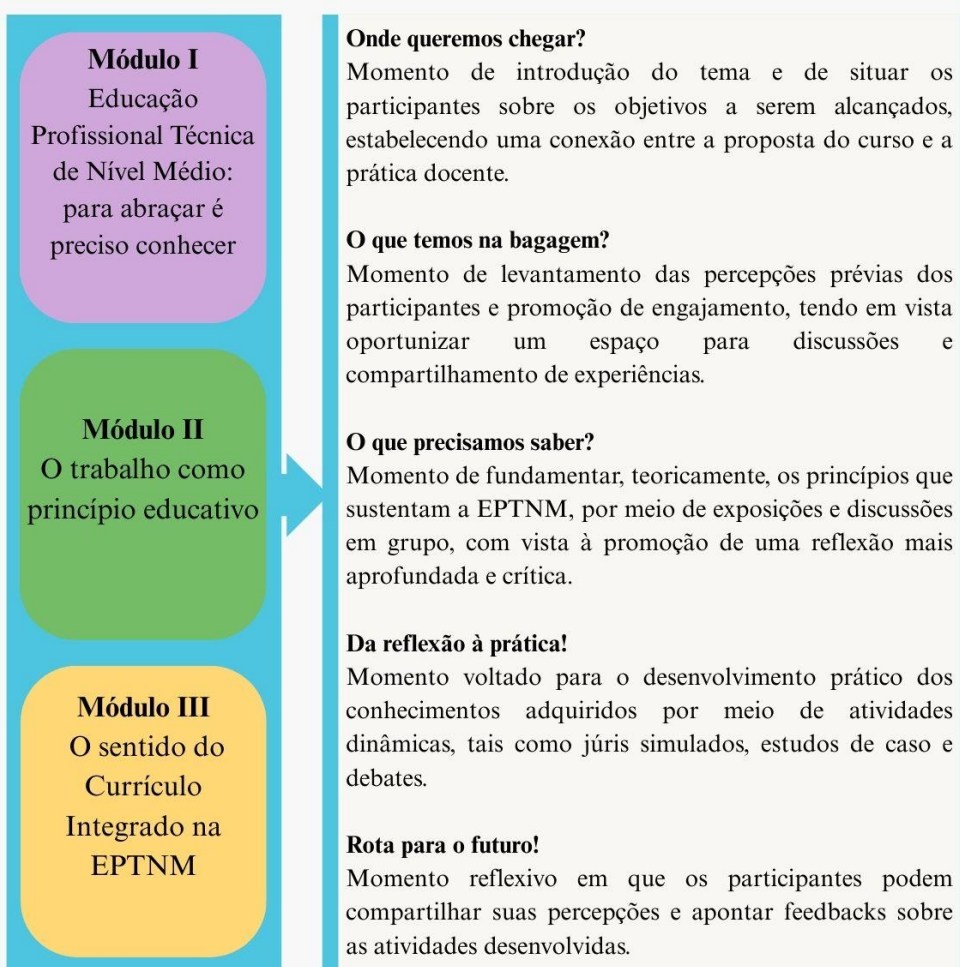 Módulo I
Educação
Profissional Técnica
de Nível Médio:
para abraçar é
preciso conhecer
Módulo II
O trabalho como
princípio educativo
Módulo III
O sentido do
Currículo
Integrado na
EPTNM
Onde queremos chegar?
Momento de introdução do tema e de situar os
participantes sobre os objetivos a serem alcançados,
estabelecendo uma conexão entre a proposta do curso e a
prática docente.
O que temos na bagagem?
Momento de levantamento das percepções prévias dos
participantes e promoção de engajamento, tendo em vista
oportunizar um espaço para discussões e
compartilhamento de experiências.
O que precisamos saber?
Momento de fundamentar, teoricamente, os princípios que
sustentam a EPTNM, por meio de exposições e discussões
em grupo, com vista à promoção de uma reflexão mais
aprofundada e crítica.
Da reflexão à prática!
Momento voltado para o desenvolvimento prático dos
conhecimentos adquiridos por meio de atividades
dinâmicas, tais como júris simulados, estudos de caso e
debates.
Rota para o futuro!
Momento reflexivo em que os participantes podem
compartilhar suas percepções e apontar feedbacks sobre
as atividades desenvolvidas.